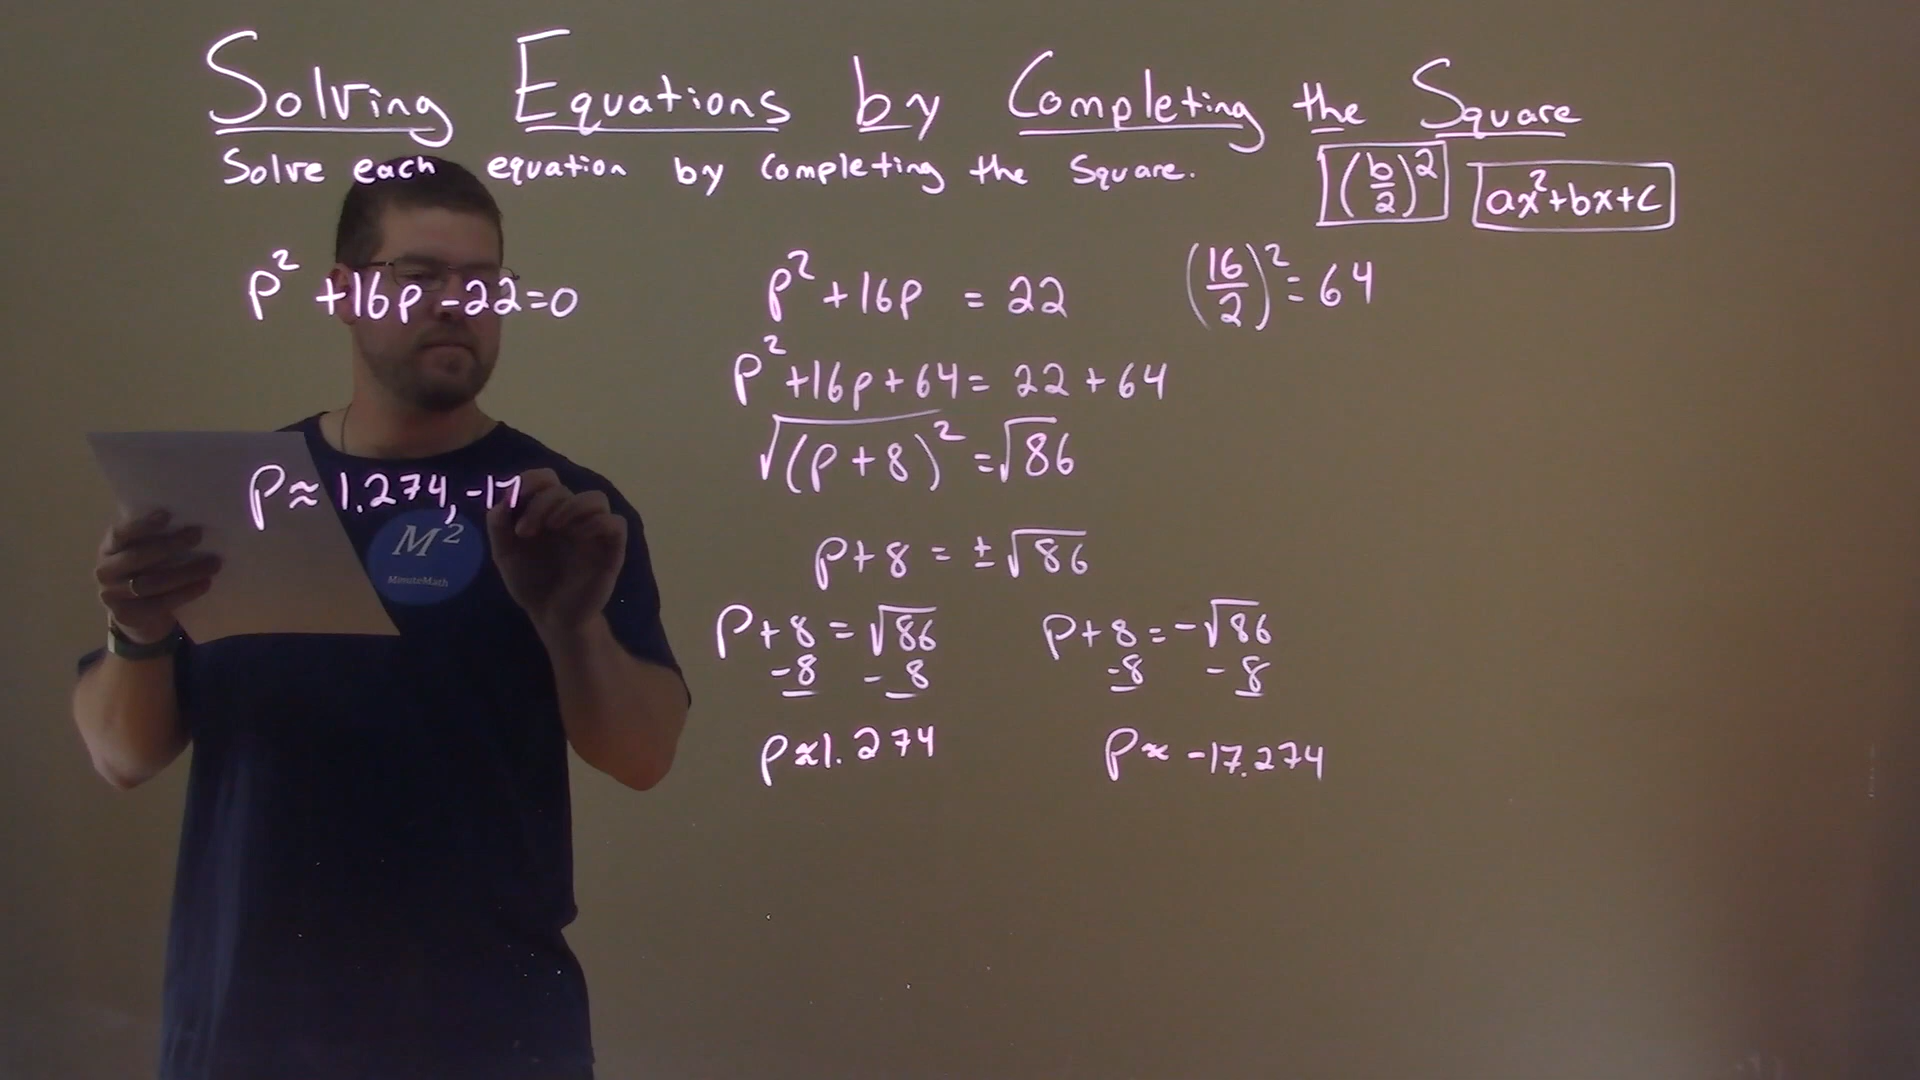 Solving Equations by Completing the Square
Solve each equation by completing the Square.
(b/2)²
ax²+bx+c
p²+16p-22=0
p²+16p = 22
(16/2)²=64
p²+16p+64=22+64
√(p+8)²=√86
p≈1.274,-17
M²
MinuteMath
p+8=±√86
p+8=√86
-8 -8
p≈1.274
p+8=-√86
-8 -8
p≈-17.274